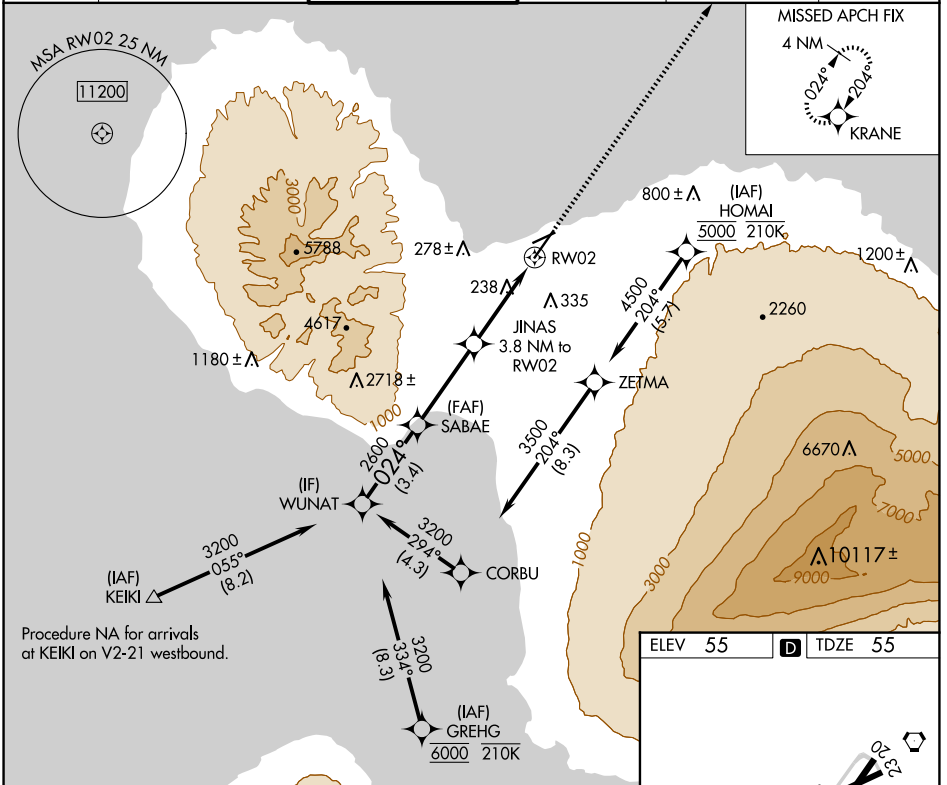 MSA RW02 25 NM
11200
MISSED APCH FIX
4 NM
024°
204°
KRANE
3000
5788
4617
1180 ±
2718 ±
1000
278 ±
238
335
RW02
JINAS
3.8 NM to
RW02
800 ±
(IAF)
HOMAI
5000 210K
4500
204°
(5.7)
1200 ±
2260
ZETMA
3500
204°
(8.3)
(FAF)
SABAE
2600
024°
(3.4)
(IF)
WUNAT
3200
294°
(4.3)
CORBU
3200
055°
(8.2)
(IAF)
KEIKI
Procedure NA for arrivals
at KEIKI on V2-21 westbound.
3200
334°
(8.3)
(IAF)
GREHG
6000 210K
6670
5000
7000
10117 ±
9000
1000
3000
ELEV 55
D
TDZE 55
20
23